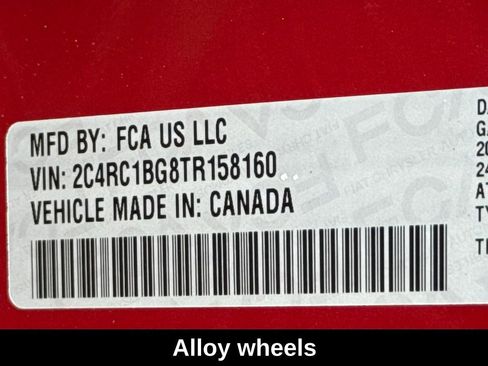 MFD BY: FCA US LLC
VIN: 2C4RC1BG8TR158160
VEHICLE MADE IN: CANADA
Alloy wheels